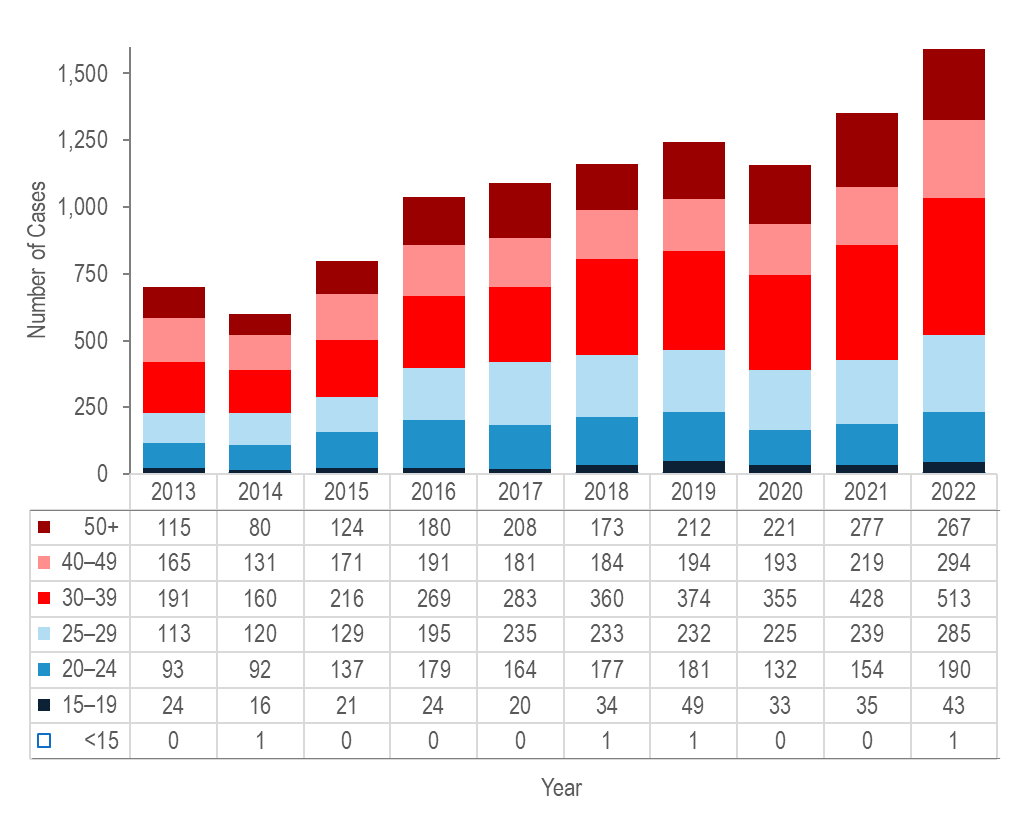 1,500
1,250
1,000
750
500
250
0
Number of Cases
2013 2014 2015 2016 2017 2018 2019 2020 2021 2022
50+ 115 80 124 180 208 173 212 221 277 267
40–49 165 131 171 191 181 184 194 193 219 294
30–39 191 160 216 269 283 360 374 355 428 513
25–29 113 120 129 195 235 233 232 225 239 285
20–24 93 92 137 179 164 177 181 132 154 190
15–19 24 16 21 24 20 34 49 33 35 43
<15 0 1 0 0 0 1 1 0 0 1
Year